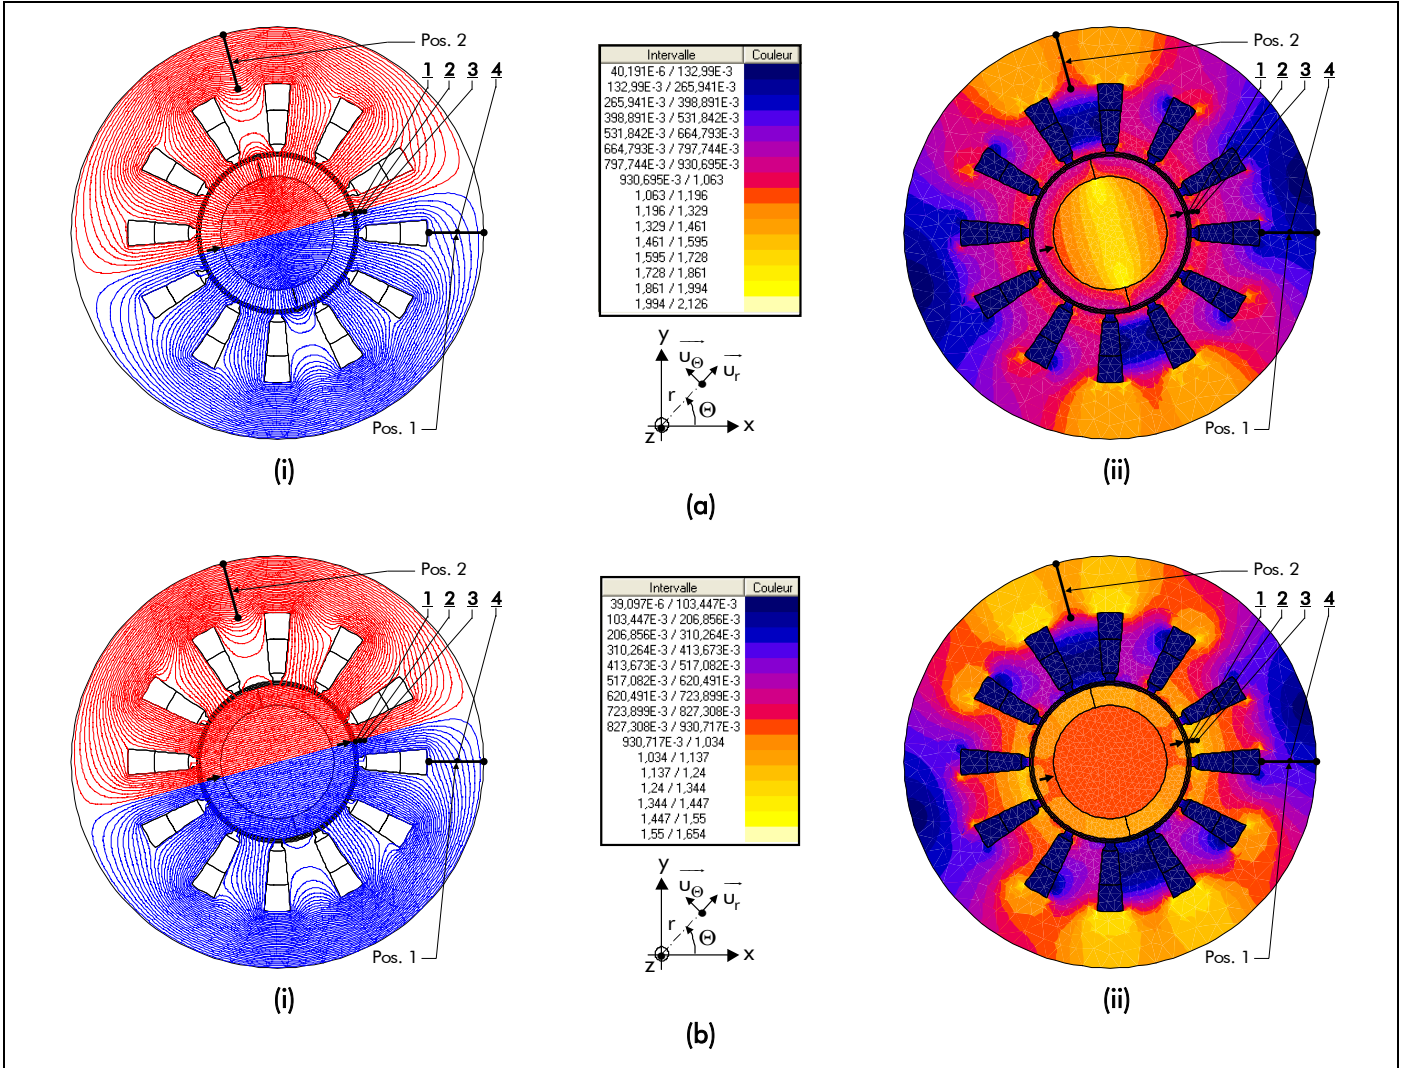 Pos. 2
1 2 3 4
Pos. 1
(i)
Intervalle Couleur
40,191E-6 / 132,99E-3
132,99E-3 / 265,941E-3
265,941E-3 / 398,891E-3
398,891E-3 / 531,842E-3
531,842E-3 / 664,793E-3
664,793E-3 / 797,744E-3
797,744E-3 / 930,695E-3
930,695E-3 / 1,063
1,063 / 1,196
1,196 / 1,329
1,329 / 1,461
1,461 / 1,595
1,595 / 1,728
1,728 / 1,861
1,861 / 1,994
1,994 / 2,126
y
uΘ ur
r
Θ
z x
Pos. 2
1 2 3 4
Pos. 1
(ii)
(a)
Pos. 2
1 2 3 4
Pos. 1
(i)
Intervalle Couleur
39,097E-6 / 103,447E-3
103,447E-3 / 206,856E-3
206,856E-3 / 310,264E-3
310,264E-3 / 413,673E-3
413,673E-3 / 517,082E-3
517,082E-3 / 620,491E-3
620,491E-3 / 723,899E-3
723,899E-3 / 827,308E-3
827,308E-3 / 930,717E-3
930,717E-3 / 1,034
1,034 / 1,137
1,137 / 1,24
1,24 / 1,344
1,344 / 1,447
1,447 / 1,55
1,55 / 1,654
y
uΘ ur
r
Θ
z x
Pos. 2
1 2 3 4
Pos. 1
(ii)
(b)